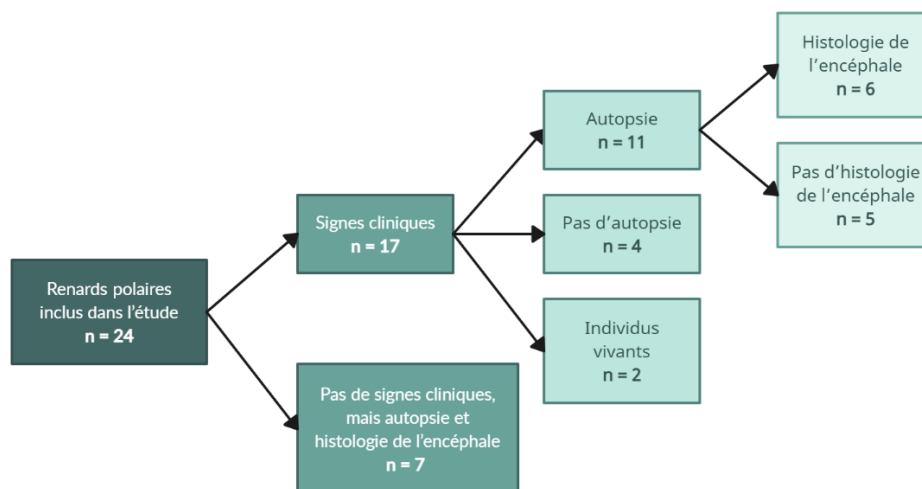 Renards polaires
inclus dans l'étude
n = 24
Signes cliniques
n = 17
Pas de signes cliniques,
mais autopsie et
histologie de l'encéphale
n = 7
Autopsie
n = 11
Pas d'autopsie
n = 4
Individus
vivants
n = 2
Histologie de
l'encéphale
n = 6
Pas d'histologie
de l'encéphale
n = 5